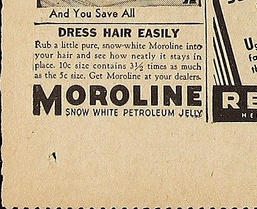 And You Save All
DRESS HAIR EASILY
Rub a little pure, snow-white Moroline into
your hair and see how neatly it stays in
place. 10c size contains 3½ times as much
as the 5c size. Get Moroline at your dealers.
MOROLINE
SNOW WHITE PETROLEUM JELLY
RE
HE